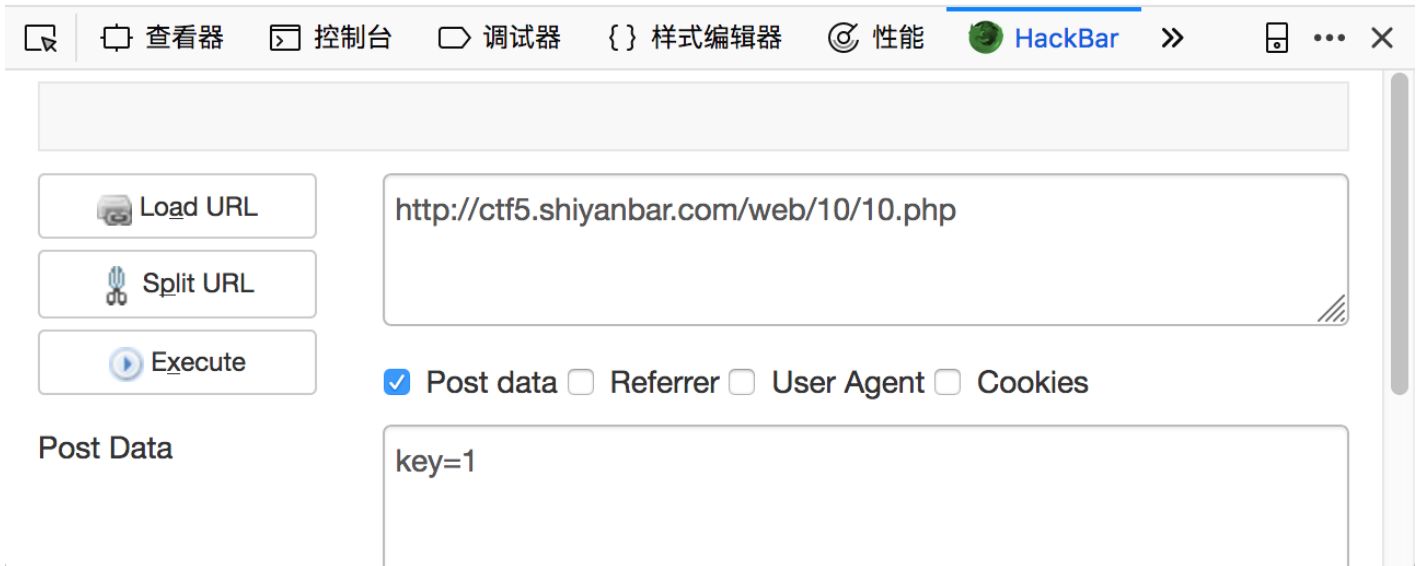 查看器 控制台 调试器 {} 样式编辑器 性能 HackBar
Load URL
http://ctf5.shiyanbar.com/web/10/10.php
Split URL
Execute
Post data Referrer User Agent Cookies
Post Data
key=1